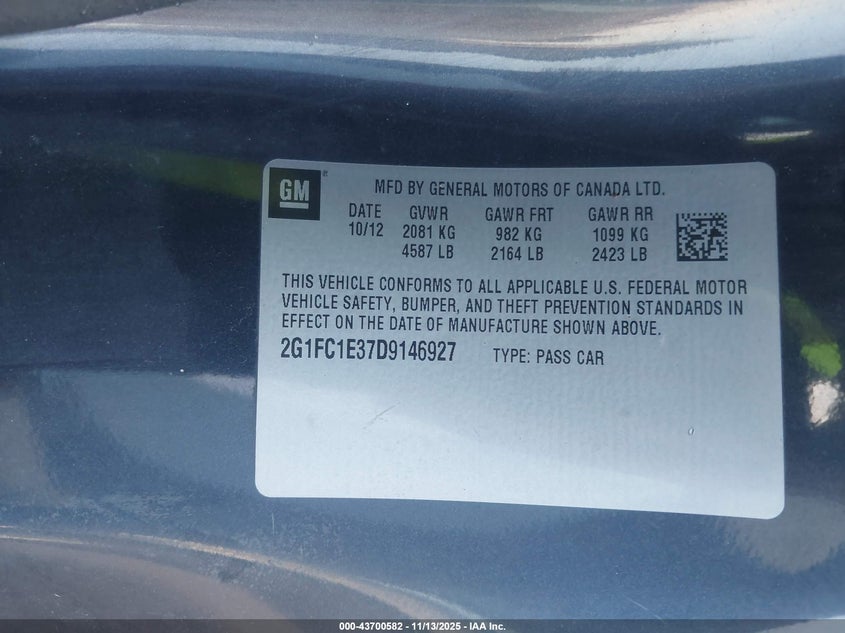 GM
MFD BY GENERAL MOTORS OF CANADA LTD.
DATE GVWR GAWR FRT GAWR RR
10/12 2081 KG 982 KG 1099 KG
4587 LB 2164 LB 2423 LB
THIS VEHICLE CONFORMS TO ALL APPLICABLE U.S. FEDERAL MOTOR
VEHICLE SAFETY, BUMPER, AND THEFT PREVENTION STANDARDS IN
EFFECT ON THE DATE OF MANUFACTURE SHOWN ABOVE.
2G1FC1E37D9146927 TYPE: PASS CAR
000-43700582 - 11/13/2025 - IAA Inc.